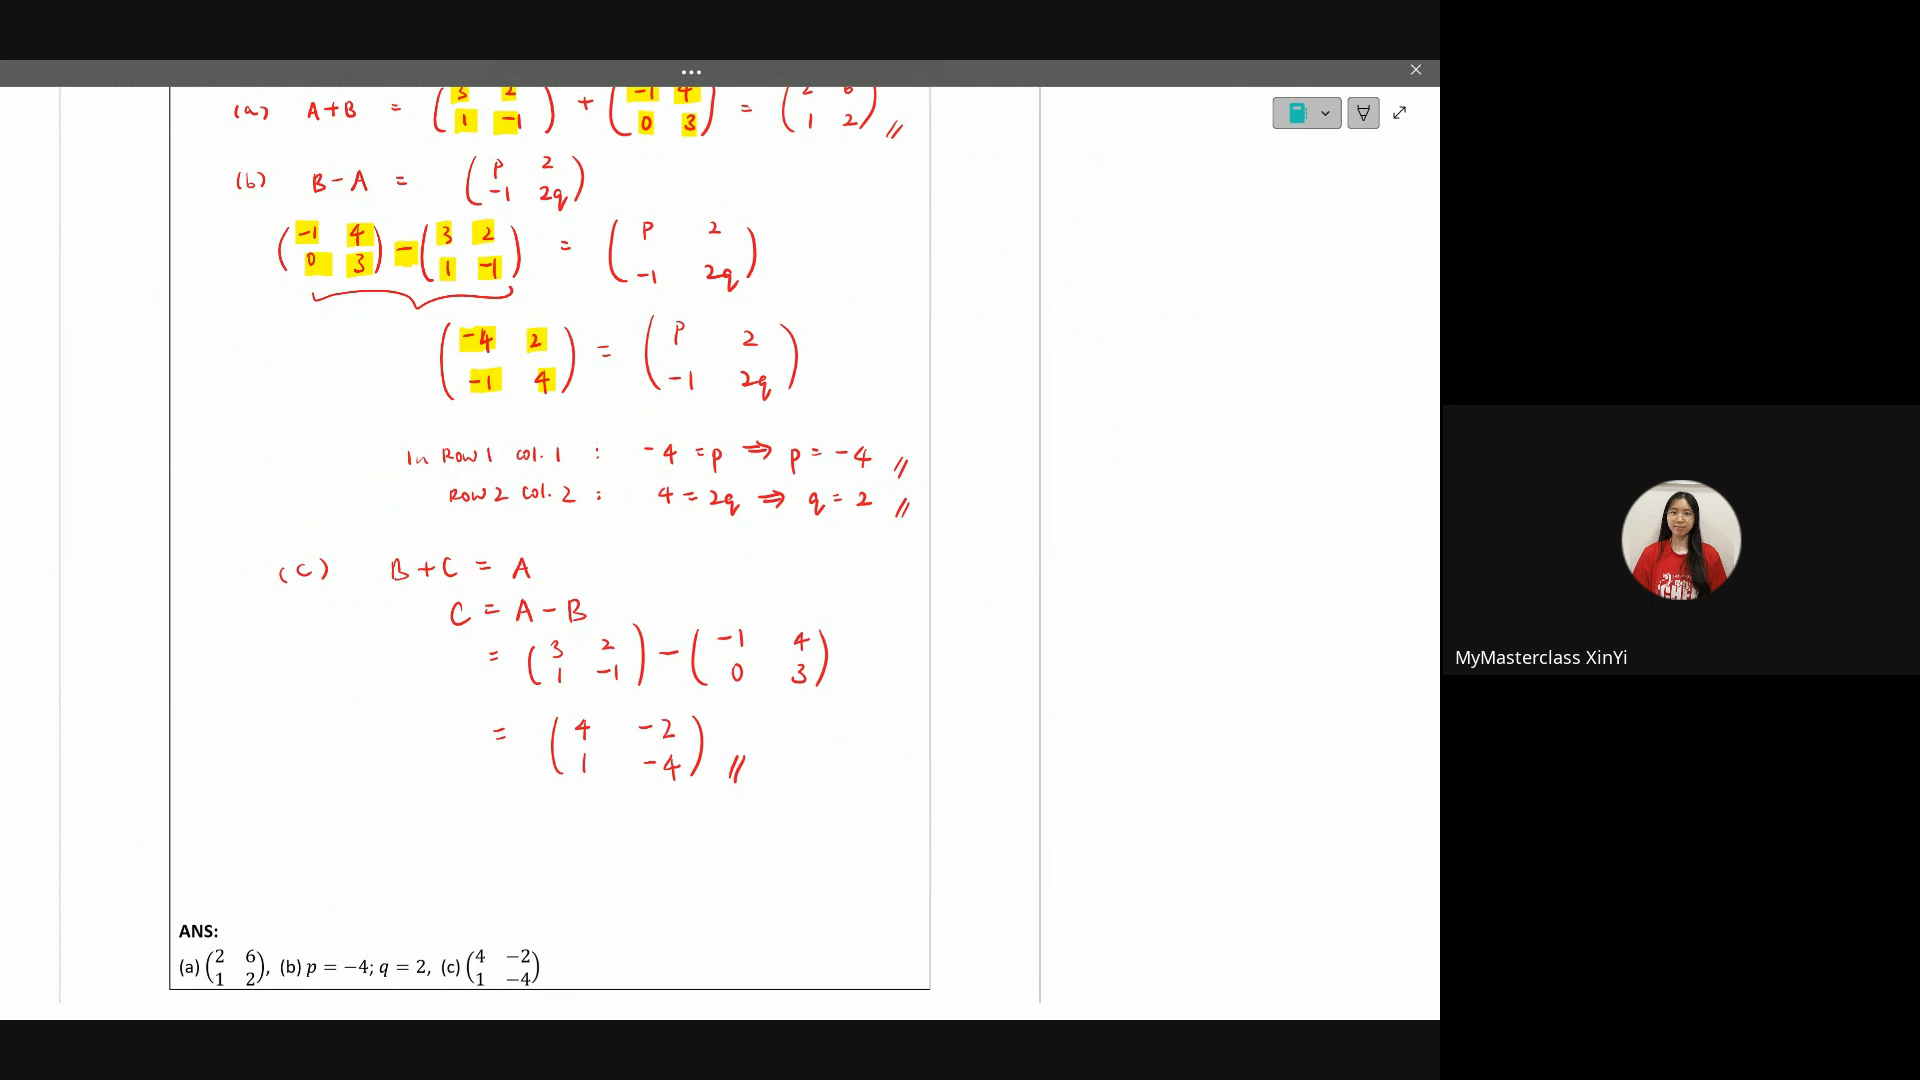 (a) A+B = (3 2 1 -1) + (-1 4 0 3) = (2 6 1 2) //
(b) B-A = (p 2 -1 2q)
(-1 4 0 3) - (3 2 1 -1) = (p 2 -1 2q)
(-4 2 -1 4) = (p 2 -1 2q)
In Row 1 col. 1 : -4 = p ⇒ p = -4 //
Row 2 col. 2 : 4 = 2q ⇒ q = 2 //
(c) B+C = A
C = A-B
= (3 2 1 -1) - (-1 4 0 3)
= (4 -2 1 -4) //
MyMasterclass XinYi
ANS:
(a) (2 6 1 2), (b) p = −4; q = 2, (c) (4 −2 1 −4)